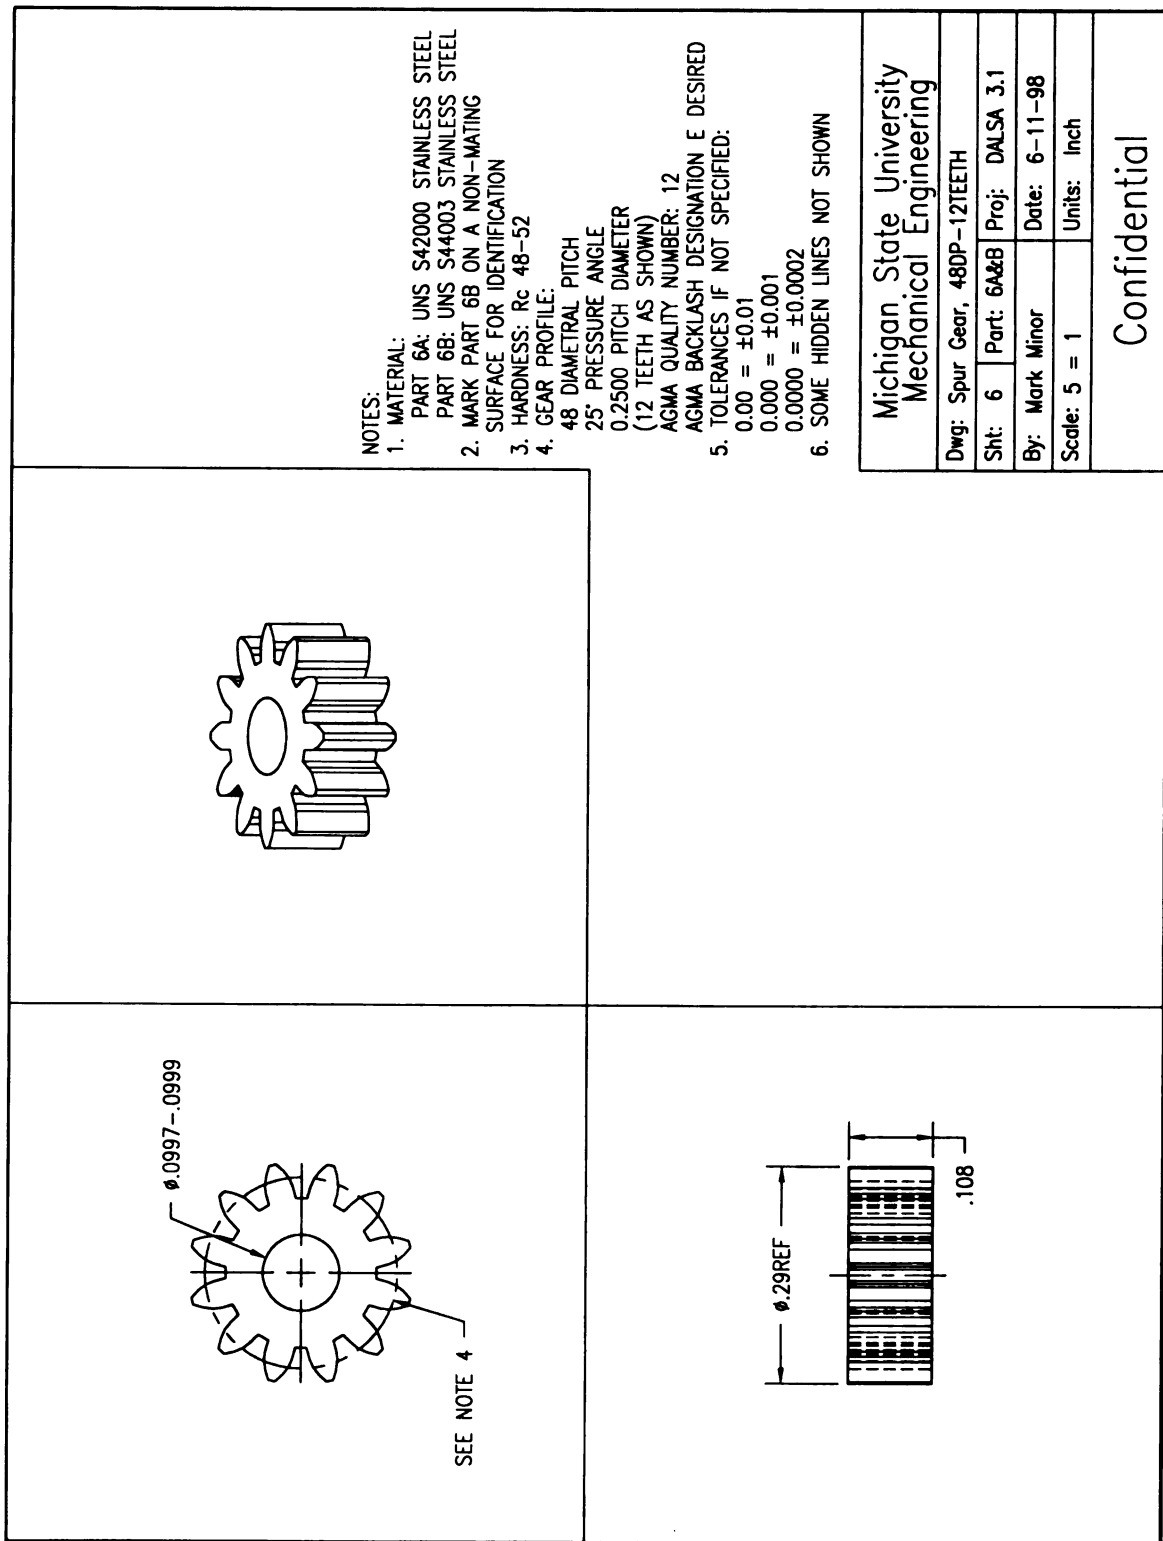 ø.0997-.0999
SEE NOTE 4
ø.29REF
.108
NOTES:
1. MATERIAL:
PART 6A: UNS S42000 STAINLESS STEEL
PART 6B: UNS S44003 STAINLESS STEEL
2. MARK PART 6B ON A NON-MATING
SURFACE FOR IDENTIFICATION
3. HARDNESS: Rc 48-52
4. GEAR PROFILE:
48 DIAMETRAL PITCH
25° PRESSURE ANGLE
0.2500 PITCH DIAMETER
(12 TEETH AS SHOWN)
AGMA QUALITY NUMBER: 12
AGMA BACKLASH DESIGNATION E DESIRED
5. TOLERANCES IF NOT SPECIFIED:
0.00 = ±0.01
0.000 = ±0.001
0.0000 = ±0.0002
6. SOME HIDDEN LINES NOT SHOWN
Michigan State University
Mechanical Engineering
Dwg: Spur Gear, 48DP-12TEETH
Sht: 6 Part: 6A&B Proj: DALSA 3.1
By: Mark Minor Date: 6-11-98
Scale: 5 = 1 Units: Inch
Confidential